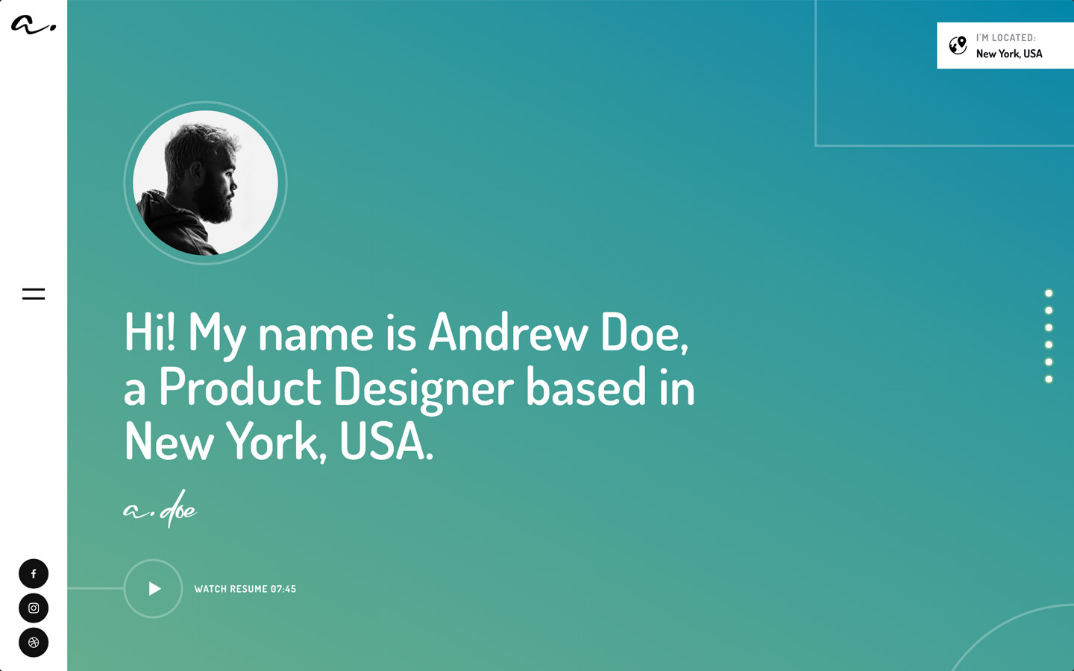 a.
I'M LOCATED:
New York, USA
Hi! My name is Andrew Doe,
a Product Designer based in
New York, USA.
a. doe
WATCH RESUME 07:45